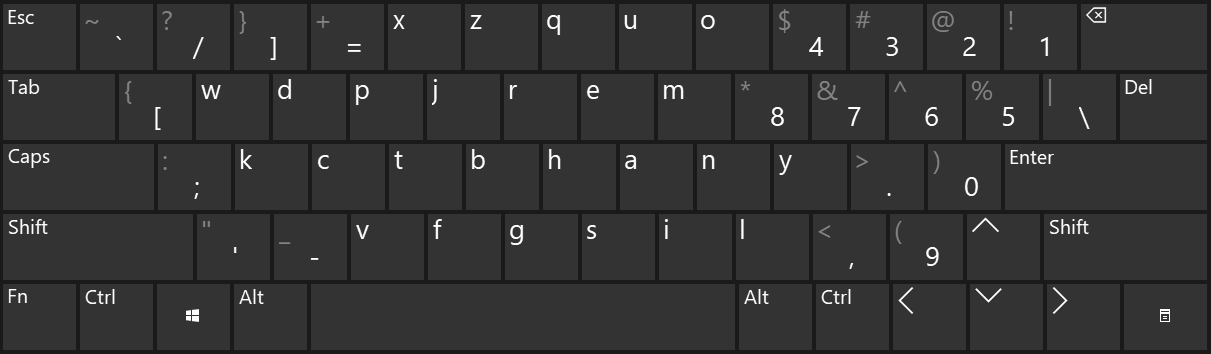 Esc ~ ` ? / } ] + = x z q u o $ 4 # 3 @ 2 ! 1
Tab { [ w d p j r e m * 8 & 7 ^ 6 % 5 | \ Del
Caps : ; k c t b h a n y > . ) 0 Enter
Shift " ' _ - v f g s i l < , ( 9 Shift
Fn Ctrl Alt Alt Ctrl